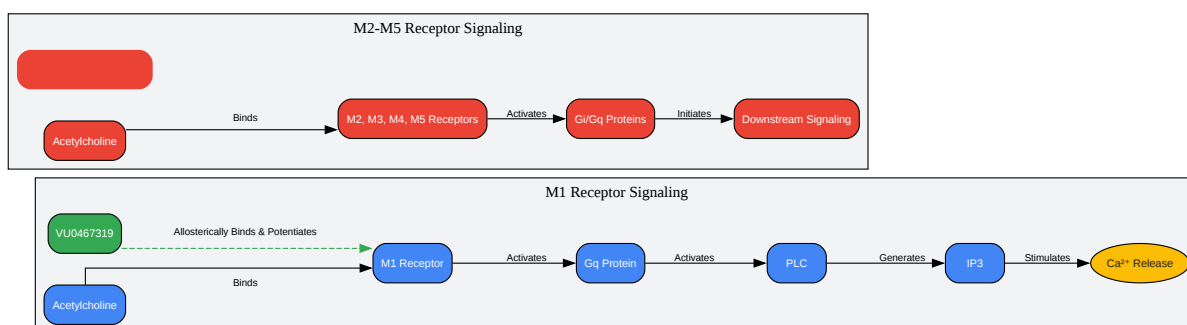 M2-M5 Receptor Signaling
Binds
Activates
Initiates
Acetylcholine
M2, M3, M4, M5 Receptors
Gi/Gq Proteins
Downstream Signaling
M1 Receptor Signaling
VU0467319
Allosterically Binds & Potentiates
M1 Receptor
Activates
Gq Protein
Activates
PLC
Generates
IP3
Stimulates
Ca²⁺ Release
Binds
Acetylcholine